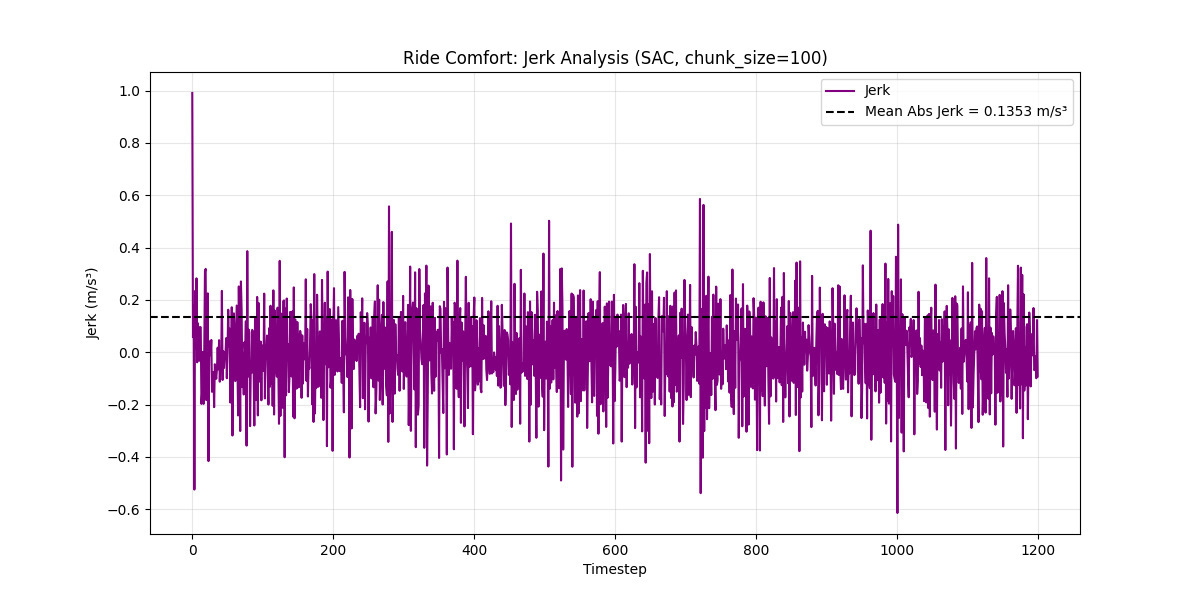 Ride Comfort: Jerk Analysis (SAC, chunk_size=100)
Jerk
Mean Abs Jerk = 0.1353 m/s³
Jerk (m/s³)
1.0
0.8
0.6
0.4
0.2
0.0
−0.2
−0.4
−0.6
0 200 400 600 800 1000 1200
Timestep